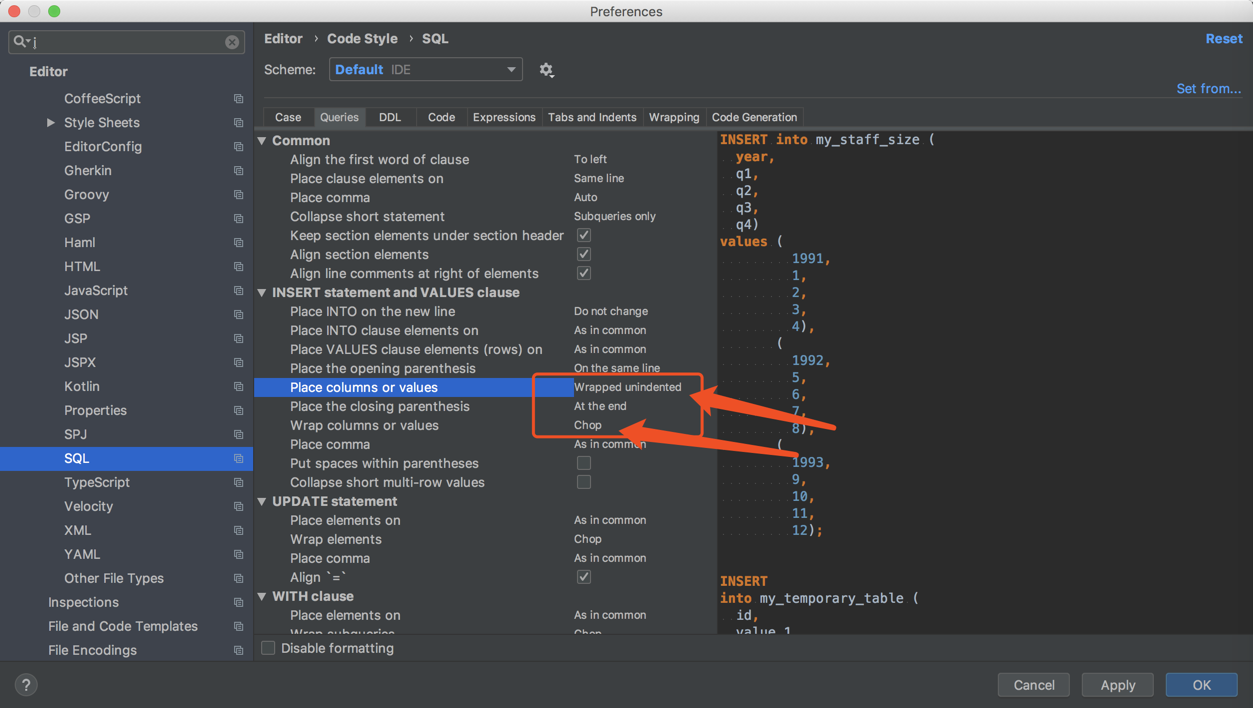 Preferences
j
Editor
CoffeeScript
Style Sheets
EditorConfig
Gherkin
Groovy
GSP
Haml
HTML
JavaScript
JSON
JSP
JSPX
Kotlin
Properties
SPJ
SQL
TypeScript
Velocity
XML
YAML
Other File Types
Inspections
File and Code Templates
File Encodings
Editor › Code Style › SQL
Reset
Scheme: Default IDE
Set from...
Case Queries DDL Code Expressions Tabs and Indents Wrapping Code Generation
Common
Align the first word of clause To left
Place clause elements on Same line
Place comma Auto
Collapse short statement Subqueries only
Keep section elements under section header
Align section elements
Align line comments at right of elements
INSERT statement and VALUES clause
Place INTO on the new line Do not change
Place INTO clause elements on As in common
Place VALUES clause elements (rows) on As in common
Place the opening parenthesis On the same line
Place columns or values Wrapped unindented
Place the closing parenthesis At the end
Wrap columns or values Chop
Place comma As in common
Put spaces within parentheses
Collapse short multi-row values
UPDATE statement
Place elements on As in common
Wrap elements Chop
Place comma As in common
Align `=`
WITH clause
Place elements on As in common
Wrap subqueries Chop
Disable formatting
INSERT into my_staff_size (
year,
q1,
q2,
q3,
q4)
values (
1991,
1,
2,
3,
4),
(
1992,
5,
6,
7,
8),
(
1993,
9,
10,
11,
12);
INSERT
into my_temporary_table (
id,
value_1
?
Cancel
Apply
OK